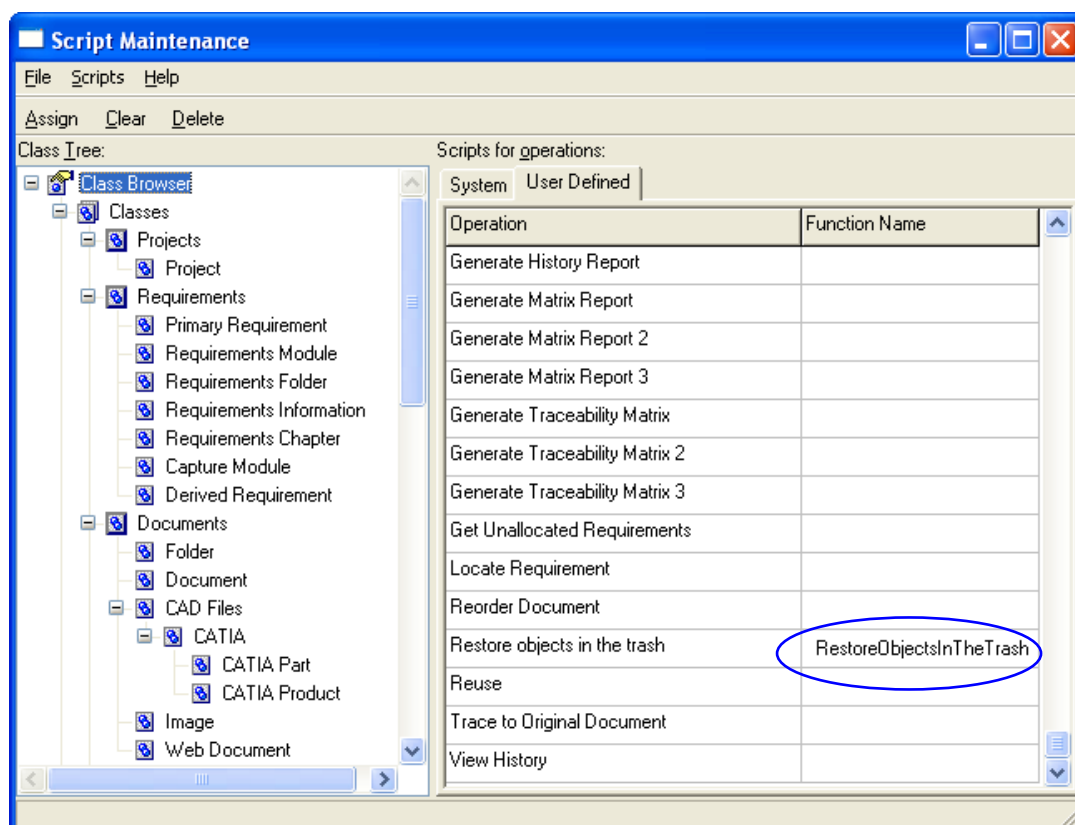 Script Maintenance
File Scripts Help
Assign Clear Delete
Class Tree:
Class Browser
Classes
Projects
Project
Requirements
Primary Requirement
Requirements Module
Requirements Folder
Requirements Information
Requirements Chapter
Capture Module
Derived Requirement
Documents
Folder
Document
CAD Files
CATIA
CATIA Part
CATIA Product
Image
Web Document
Scripts for operations:
System User Defined
Operation Function Name
Generate History Report
Generate Matrix Report
Generate Matrix Report 2
Generate Matrix Report 3
Generate Traceability Matrix
Generate Traceability Matrix 2
Generate Traceability Matrix 3
Get Unallocated Requirements
Locate Requirement
Reorder Document
Restore objects in the trash RestoreObjectsInTheTrash
Reuse
Trace to Original Document
View History